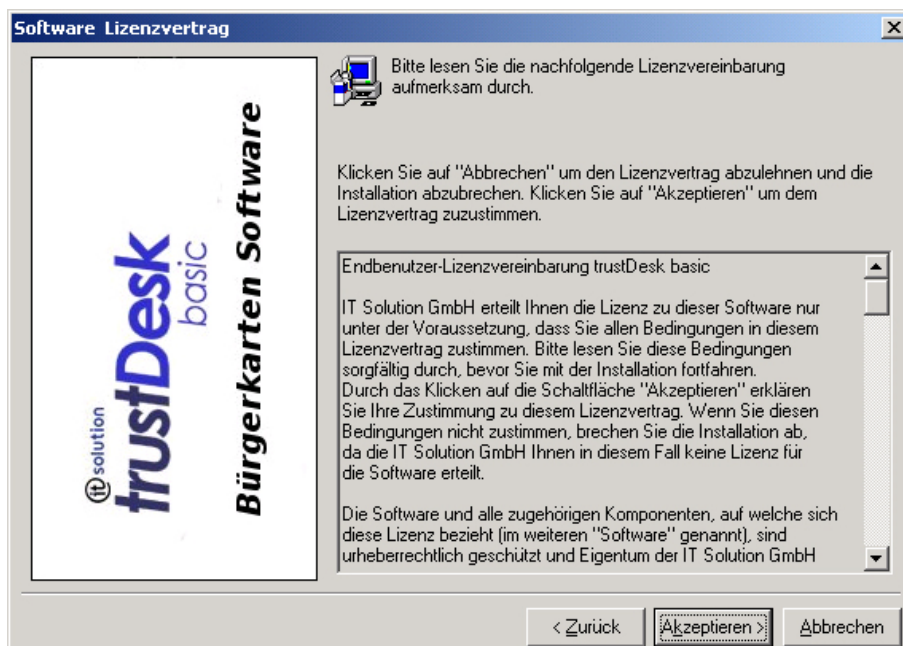 Software Lizenzvertrag
it solution
trustDesk
basic
Bürgerkarten Software
Bitte lesen Sie die nachfolgende Lizenzvereinbarung
aufmerksam durch.
Klicken Sie auf "Abbrechen" um den Lizenzvertrag abzulehnen und die
Installation abzubrechen. Klicken Sie auf "Akzeptieren" um dem
Lizenzvertrag zuzustimmen.
Endbenutzer-Lizenzvereinbarung trustDesk basic
IT Solution GmbH erteilt Ihnen die Lizenz zu dieser Software nur
unter der Voraussetzung, dass Sie allen Bedingungen in diesem
Lizenzvertrag zustimmen. Bitte lesen Sie diese Bedingungen
sorgfältig durch, bevor Sie mit der Installation fortfahren.
Durch das Klicken auf die Schaltfläche "Akzeptieren" erklären
Sie Ihre Zustimmung zu diesem Lizenzvertrag. Wenn Sie diesen
Bedingungen nicht zustimmen, brechen Sie die Installation ab,
da die IT Solution GmbH Ihnen in diesem Fall keine Lizenz für
die Software erteilt.
Die Software und alle zugehörigen Komponenten, auf welche sich
diese Lizenz bezieht (im weiteren "Software" genannt), sind
urheberrechtlich geschützt und Eigentum der IT Solution GmbH
< Zurück
Akzeptieren >
Abbrechen